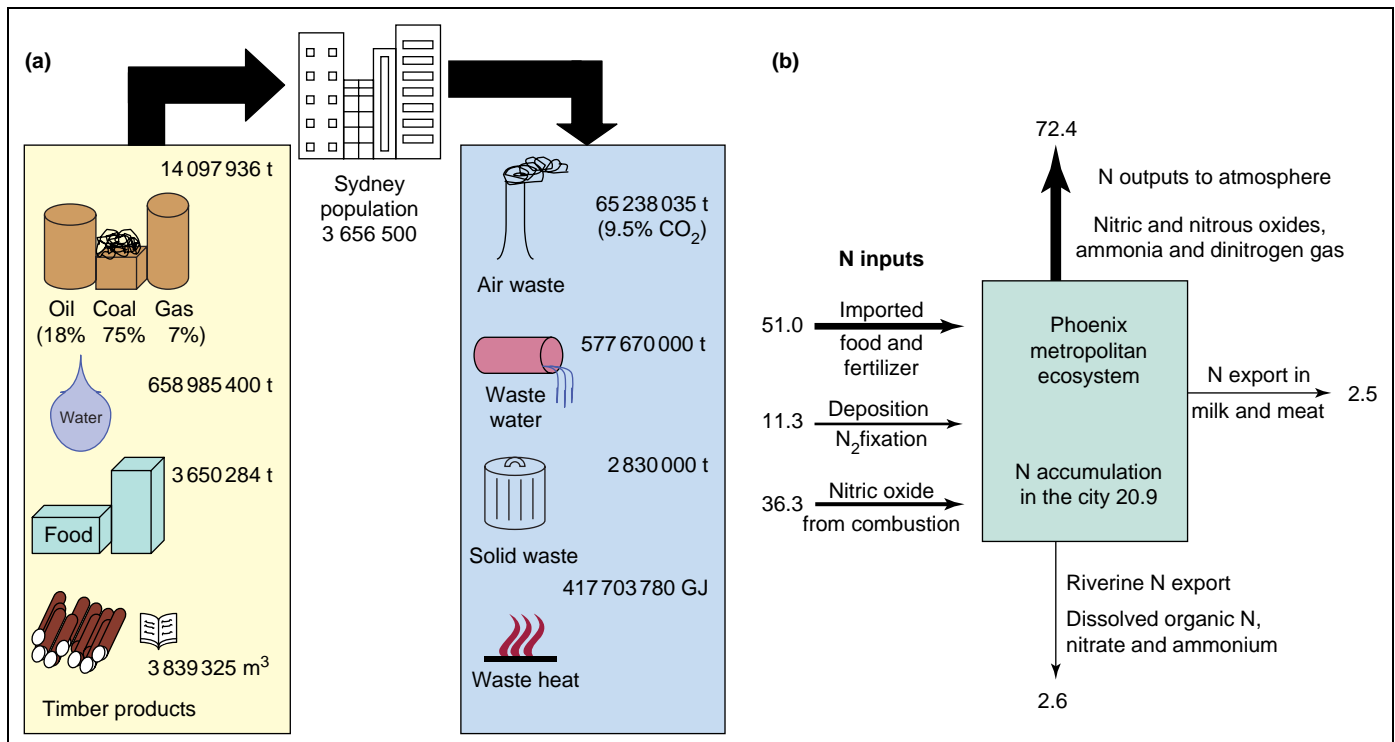 (a)
14 097 936 t
Oil Coal Gas
(18% 75% 7%)
658 985 400 t
Water
3 650 284 t
Food
3 839 325 m³
Timber products
Sydney
population
3 656 500
65 238 035 t
(9.5% CO₂)
Air waste
577 670 000 t
Waste
water
2 830 000 t
Solid waste
417 703 780 GJ
Waste heat
(b)
72.4
N outputs to atmosphere
Nitric and nitrous oxides,
ammonia and dinitrogen gas
N inputs
51.0
Imported
food and
fertilizer
11.3
Deposition
N₂fixation
36.3
Nitric oxide
from combustion
Phoenix
metropolitan
ecosystem
N accumulation
in the city 20.9
N export in
milk and meat
2.5
Riverine N export
Dissolved organic N,
nitrate and ammonium
2.6